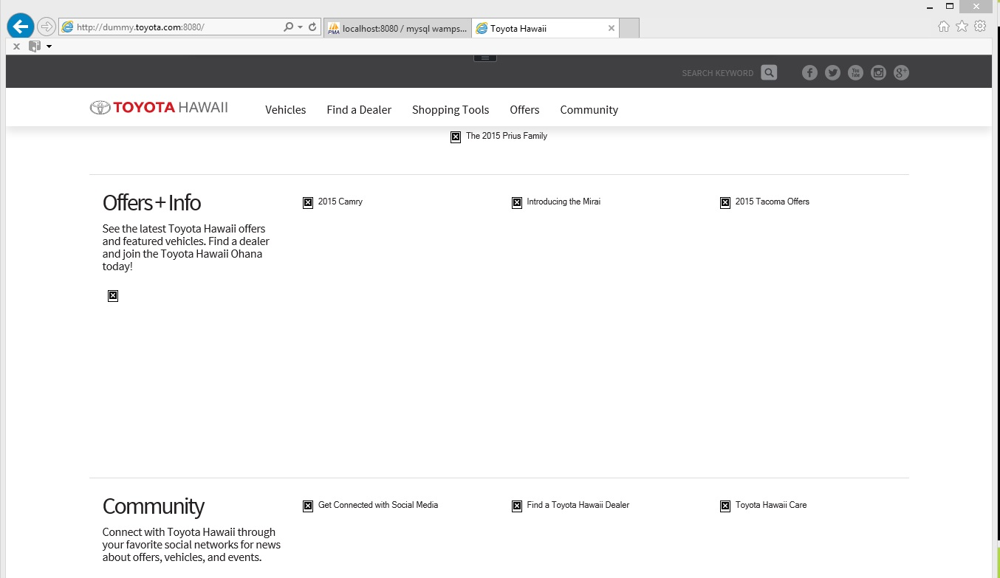 http://dummy.toyota.com:8080/
localhost:8080 / mysql wamps...
Toyota Hawaii
SEARCH KEYWORD
TOYOTA HAWAII
Vehicles
Find a Dealer
Shopping Tools
Offers
Community
The 2015 Prius Family
Offers + Info
See the latest Toyota Hawaii offers
and featured vehicles. Find a dealer
and join the Toyota Hawaii Ohana
today!
2015 Camry
Introducing the Mirai
2015 Tacoma Offers
Community
Connect with Toyota Hawaii through
your favorite social networks for news
about offers, vehicles, and events.
Get Connected with Social Media
Find a Toyota Hawaii Dealer
Toyota Hawaii Care